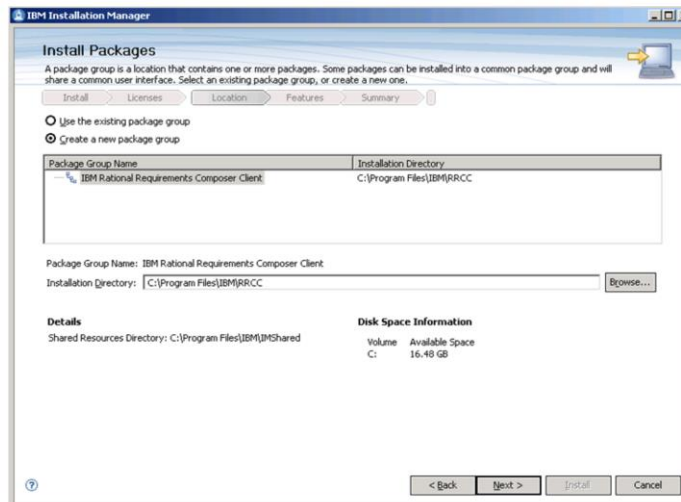 IBM Installation Manager
Install Packages
A package group is a location that contains one or more packages. Some packages can be installed into a common package group and will
share a common user interface. Select an existing package group, or create a new one.
Install Licenses Location Features Summary
Use the existing package group
Create a new package group
Package Group Name Installation Directory
IBM Rational Requirements Composer Client C:\Program Files\IBM\RRCC
Package Group Name: IBM Rational Requirements Composer Client
Installation Directory: C:\Program Files\IBM\RRCC Browse...
Details Disk Space Information
Shared Resources Directory: C:\Program Files\IBM\IMShared
Volume Available Space
C: 16.48 GB
? < Back Next > Install Cancel